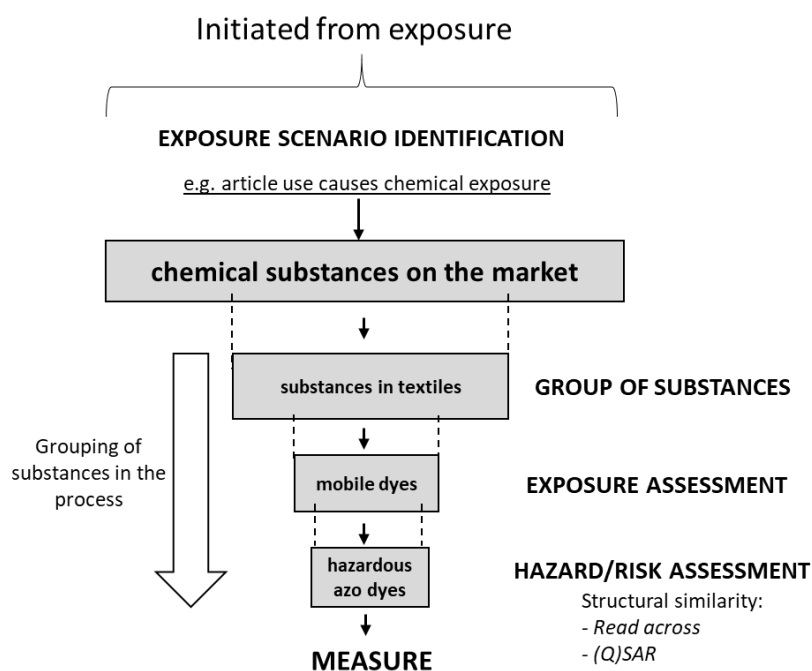 Initiated from exposure
EXPOSURE SCENARIO IDENTIFICATION
e.g. article use causes chemical exposure
chemical substances on the market
substances in textiles
GROUP OF SUBSTANCES
Grouping of
substances in the
process
mobile dyes
EXPOSURE ASSESSMENT
hazardous
azo dyes
HAZARD/RISK ASSESSMENT
Structural similarity:
- Read across
- (Q)SAR
MEASURE